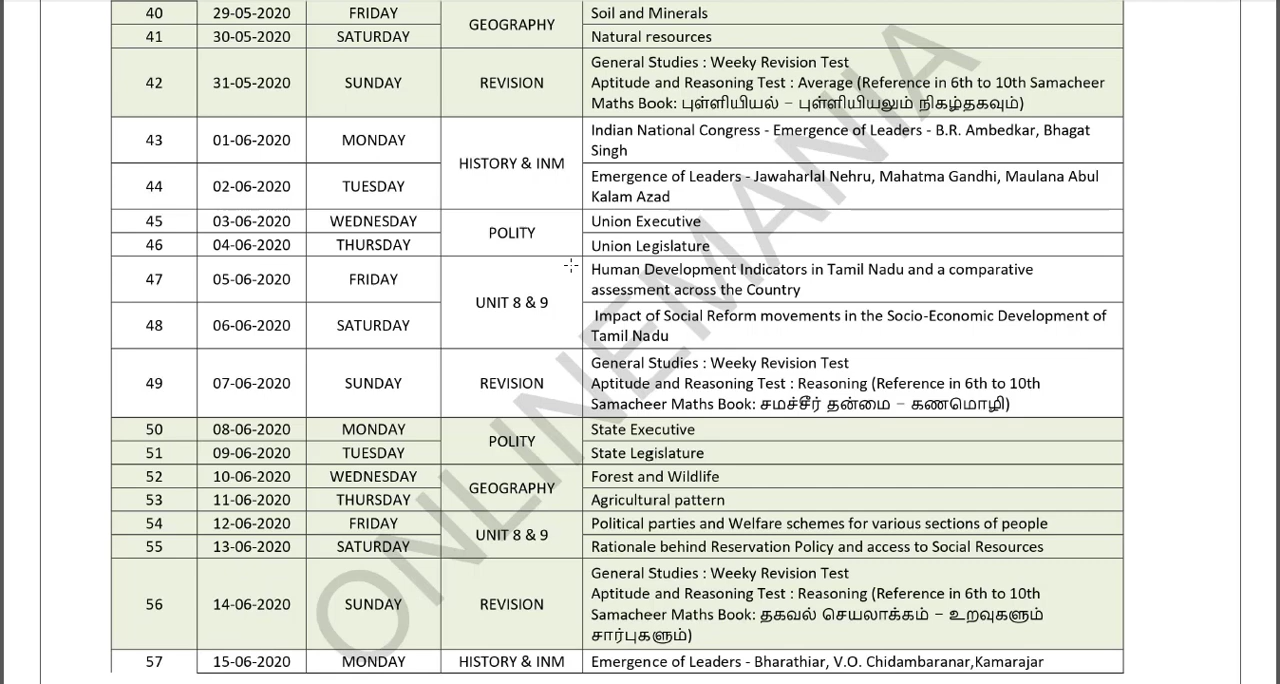 40 29-05-2020 FRIDAY GEOGRAPHY Soil and Minerals
41 30-05-2020 SATURDAY Natural resources
42 31-05-2020 SUNDAY REVISION General Studies : Weeky Revision Test
Aptitude and Reasoning Test : Average (Reference in 6th to 10th Samacheer
Maths Book: புள்ளியியல் – புள்ளியியலும் நிகழ்தகவும்)
43 01-06-2020 MONDAY HISTORY & INM Indian National Congress - Emergence of Leaders - B.R. Ambedkar, Bhagat
Singh
44 02-06-2020 TUESDAY Emergence of Leaders - Jawaharlal Nehru, Mahatma Gandhi, Maulana Abul
Kalam Azad
45 03-06-2020 WEDNESDAY POLITY Union Executive
46 04-06-2020 THURSDAY Union Legislature
47 05-06-2020 FRIDAY UNIT 8 & 9 Human Development Indicators in Tamil Nadu and a comparative
assessment across the Country
48 06-06-2020 SATURDAY Impact of Social Reform movements in the Socio-Economic Development of
Tamil Nadu
49 07-06-2020 SUNDAY REVISION General Studies : Weeky Revision Test
Aptitude and Reasoning Test : Reasoning (Reference in 6th to 10th
Samacheer Maths Book: சமச்சீர் தன்மை – கணமொழி)
50 08-06-2020 MONDAY POLITY State Executive
51 09-06-2020 TUESDAY State Legislature
52 10-06-2020 WEDNESDAY GEOGRAPHY Forest and Wildlife
53 11-06-2020 THURSDAY Agricultural pattern
54 12-06-2020 FRIDAY UNIT 8 & 9 Political parties and Welfare schemes for various sections of people
55 13-06-2020 SATURDAY Rationale behind Reservation Policy and access to Social Resources
56 14-06-2020 SUNDAY REVISION General Studies : Weeky Revision Test
Aptitude and Reasoning Test : Reasoning (Reference in 6th to 10th
Samacheer Maths Book: தகவல் செயலாக்கம் – உறவுகளும்
சார்புகளும்)
57 15-06-2020 MONDAY HISTORY & INM Emergence of Leaders - Bharathiar, V.O. Chidambaranar,Kamarajar
ONLINEMANIA